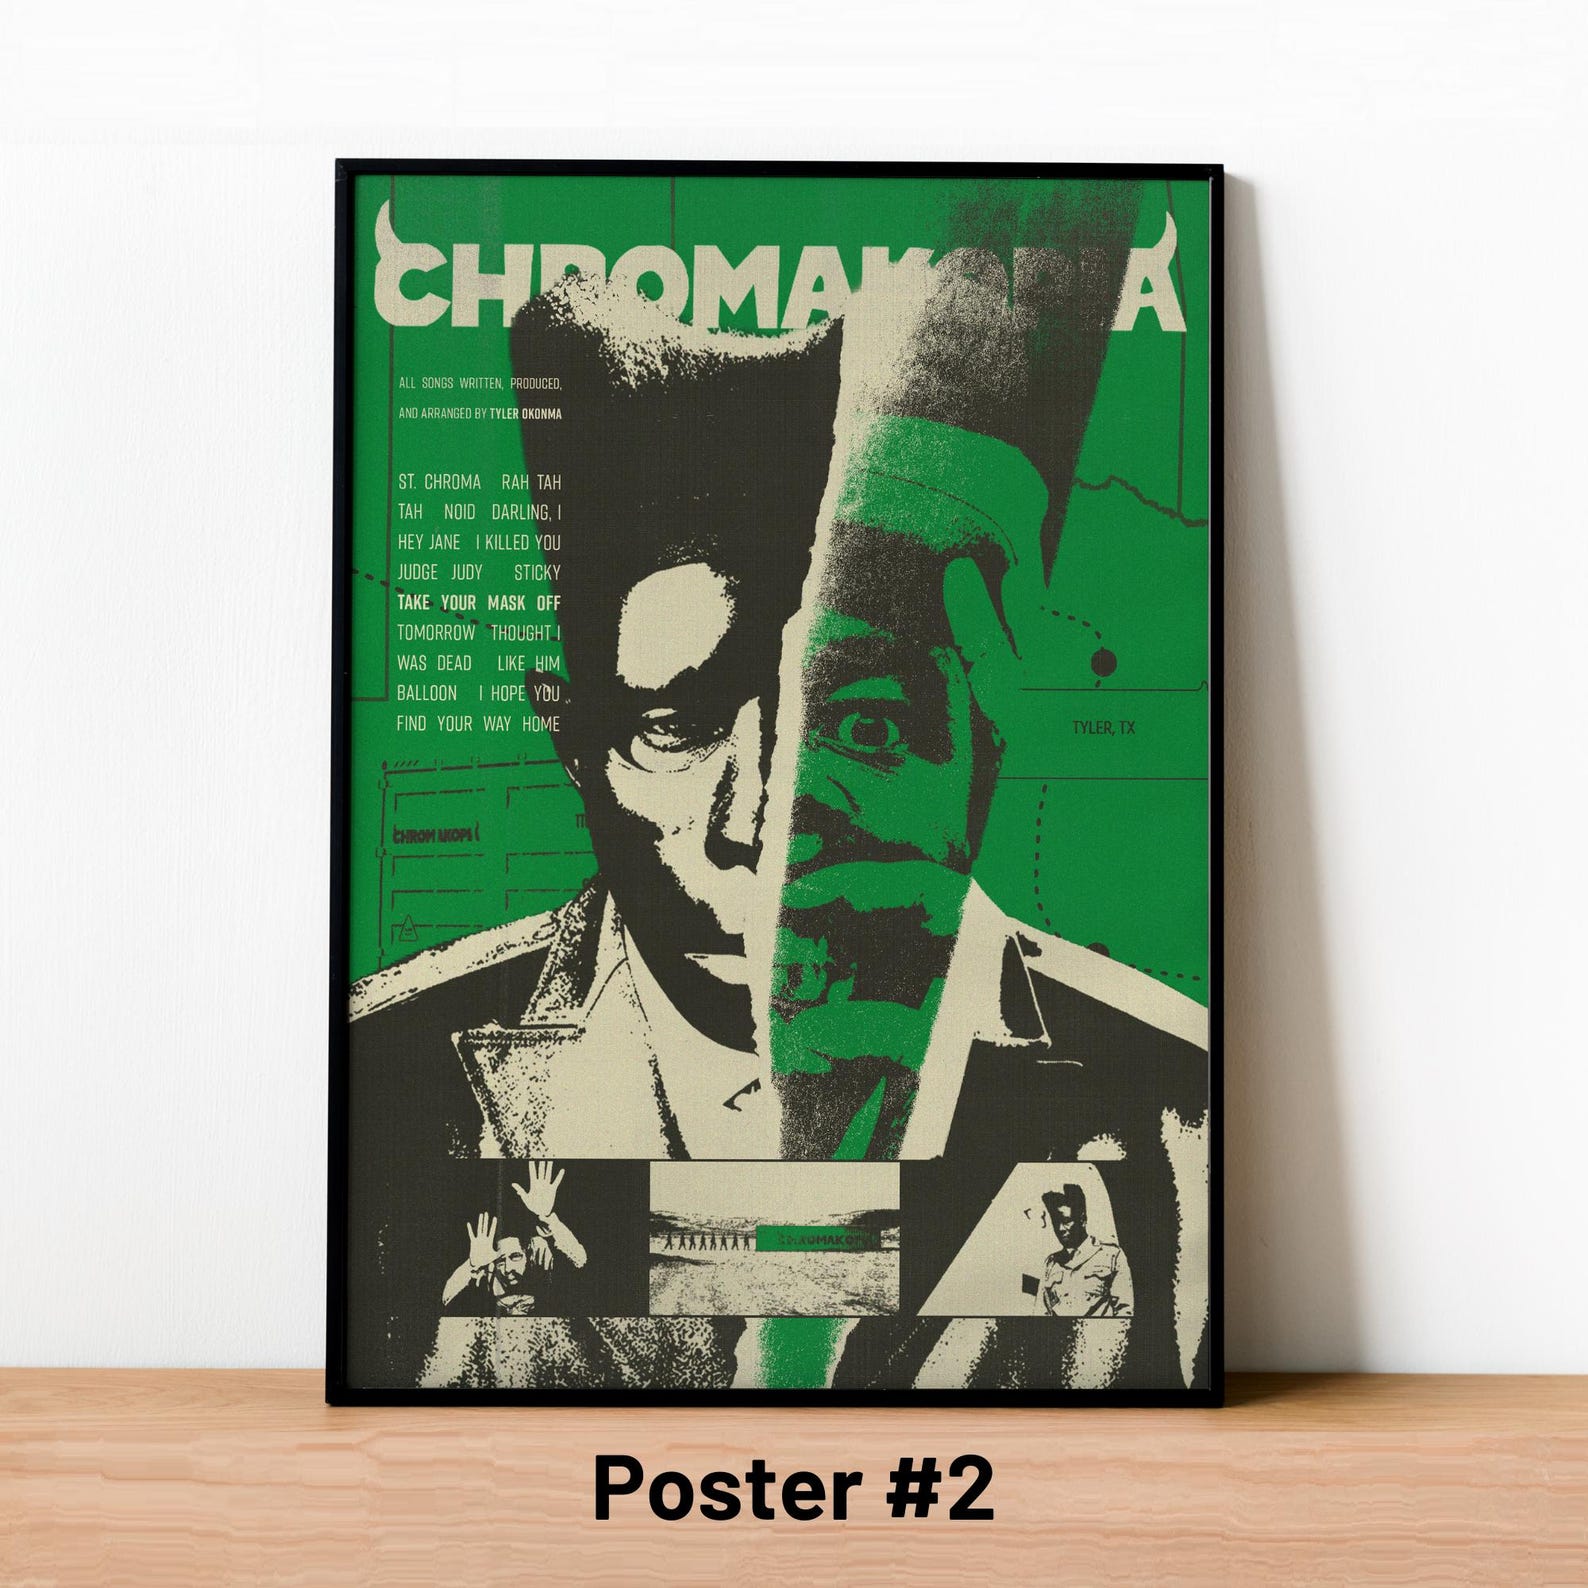 CHROMAKOPIA
ALL SONGS WRITTEN, PRODUCED,
AND ARRANGED BY TYLER OKONMA
ST. CHROMA RAH TAH
TAH NOID DARLING, I
HEY JANE I KILLED YOU
JUDGE JUDY STICKY
TAKE YOUR MASK OFF
TOMORROW THOUGHT I
WAS DEAD LIKE HIM
BALLOON I HOPE YOU
FIND YOUR WAY HOME
TYLER, TX
CHROMAKOPI
CHROMAKOPI
Poster #2